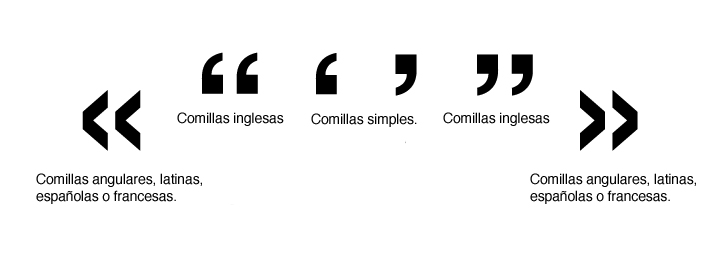 “ ‘ ’ ”
« »
Comillas inglesas
Comillas simples.
Comillas inglesas
Comillas angulares, latinas,
españolas o francesas.
Comillas angulares, latinas,
españolas o francesas.